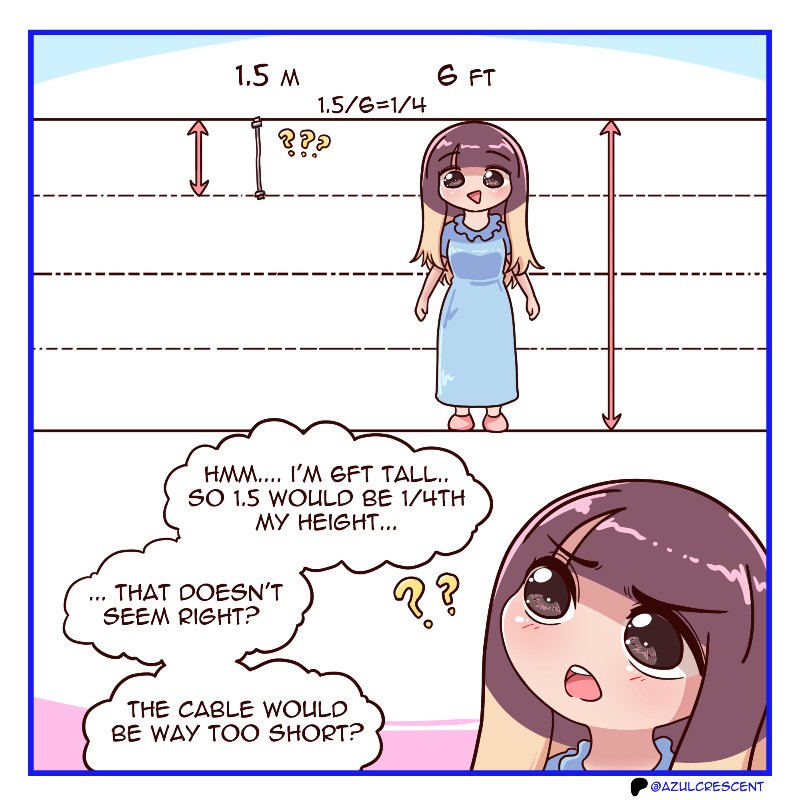 1.5 M 6 FT
1.5/6=1/4
???
HMM.... I'M 6FT TALL..
SO 1.5 WOULD BE 1/4TH
MY HEIGHT...
... THAT DOESN'T
SEEM RIGHT?
??
THE CABLE WOULD
BE WAY TOO SHORT?
@AZULCRESCENT